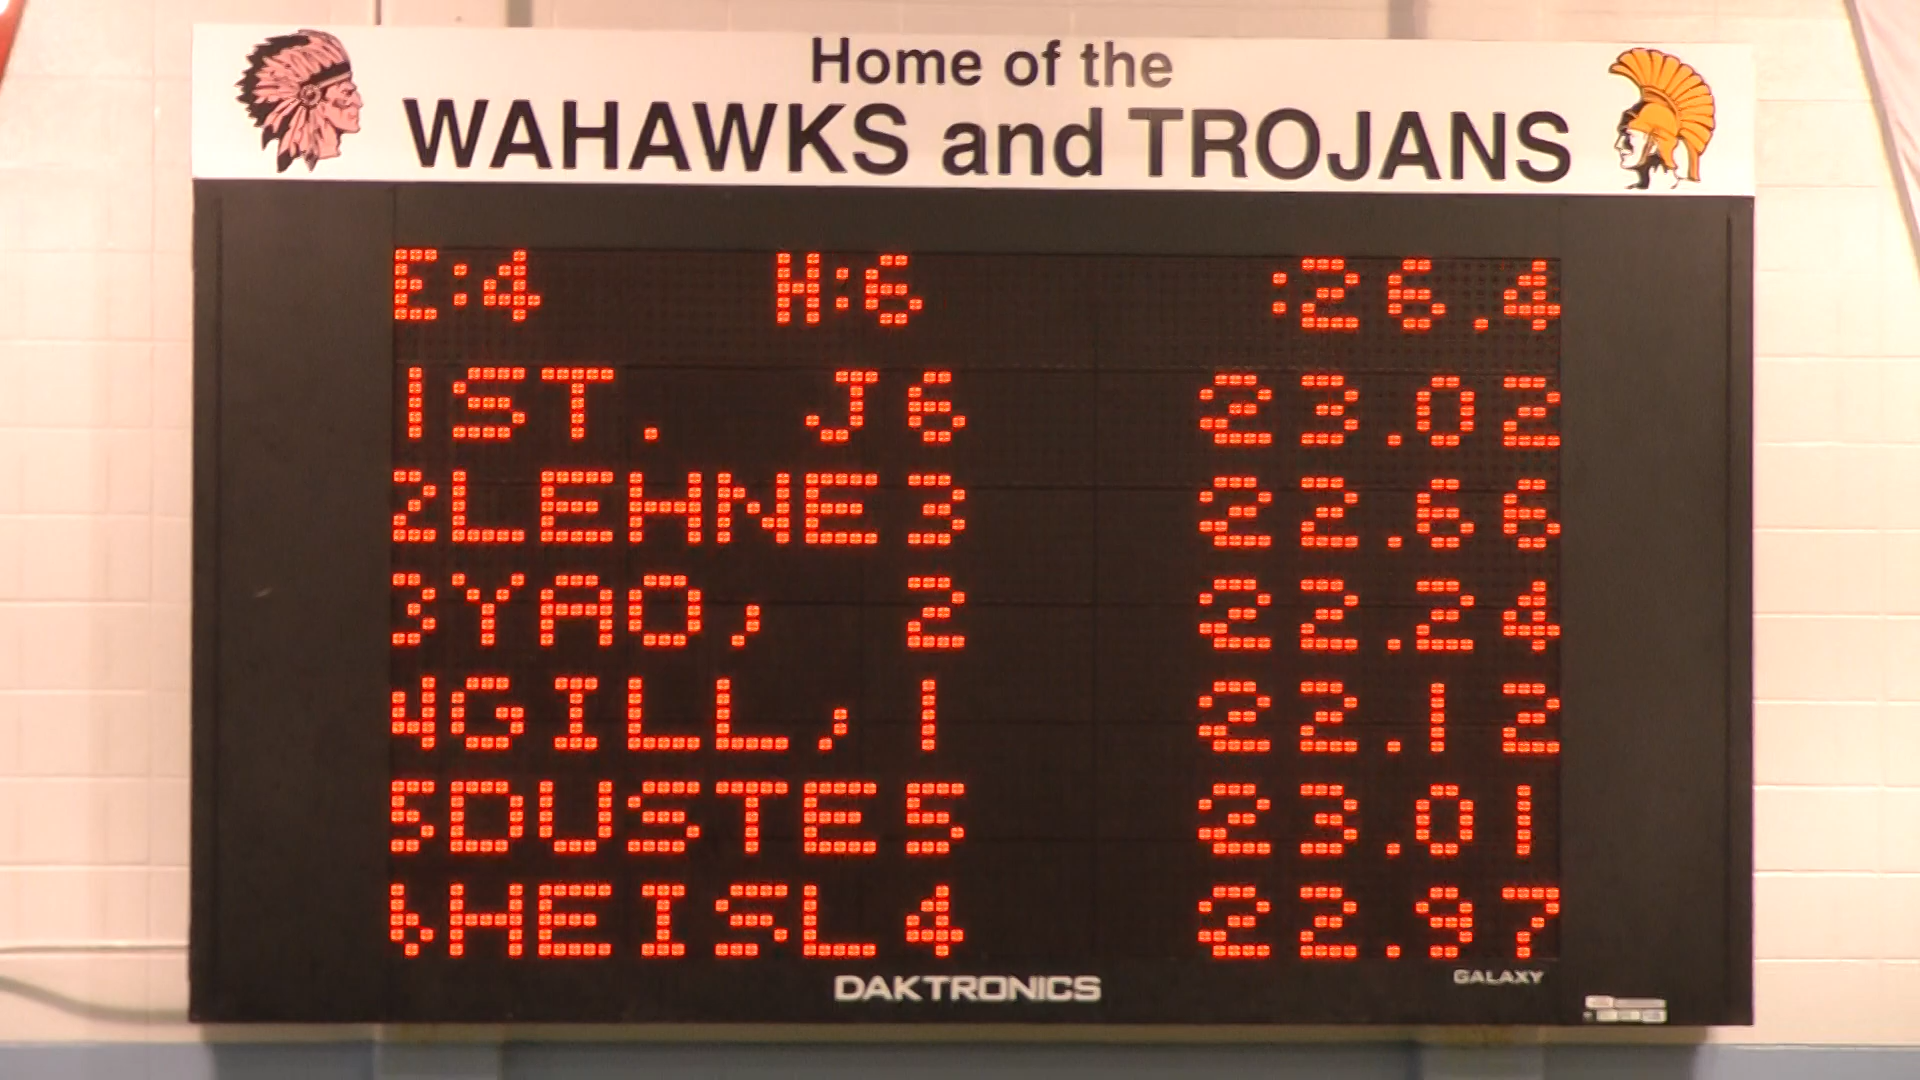 Home of the
WAHAWKS and TROJANS
E:4 H:6 :26.4
1ST. J6 23.02
2LEHNE3 22.66
3YAO, 2 22.24
4GILL,1 22.12
5DUSTE5 23.01
6HEISL4 22.97
DAKTRONICS
GALAXY